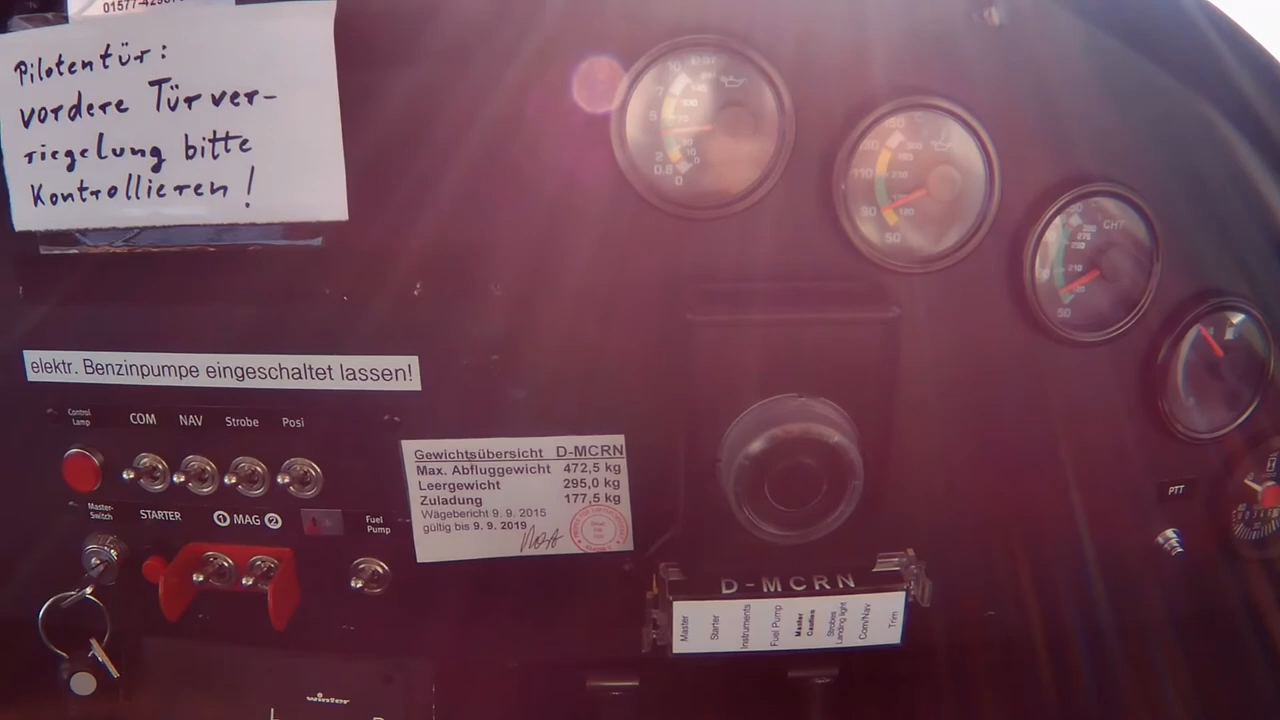 Pilotentür:
vordere Türver-
riegelung bitte
Kontrollieren!
elektr. Benzinpumpe eingeschaltet lassen!
Control Lamp
COM NAV Strobe Posi
Master-Switch
STARTER
1 MAG 2
Fuel Pump
Gewichtsübersicht D-MCRN
Max. Abfluggewicht 472,5 kg
Leergewicht 295,0 kg
Zuladung 177,5 kg
Wägebericht 9. 9. 2015
gültig bis 9. 9. 2019
bar
CHT
PTT
D-MCRN
Master
Starter
Instruments
Fuel Pump
Master Caution
Strobes Landing light
Com/Nav
Trim
winter